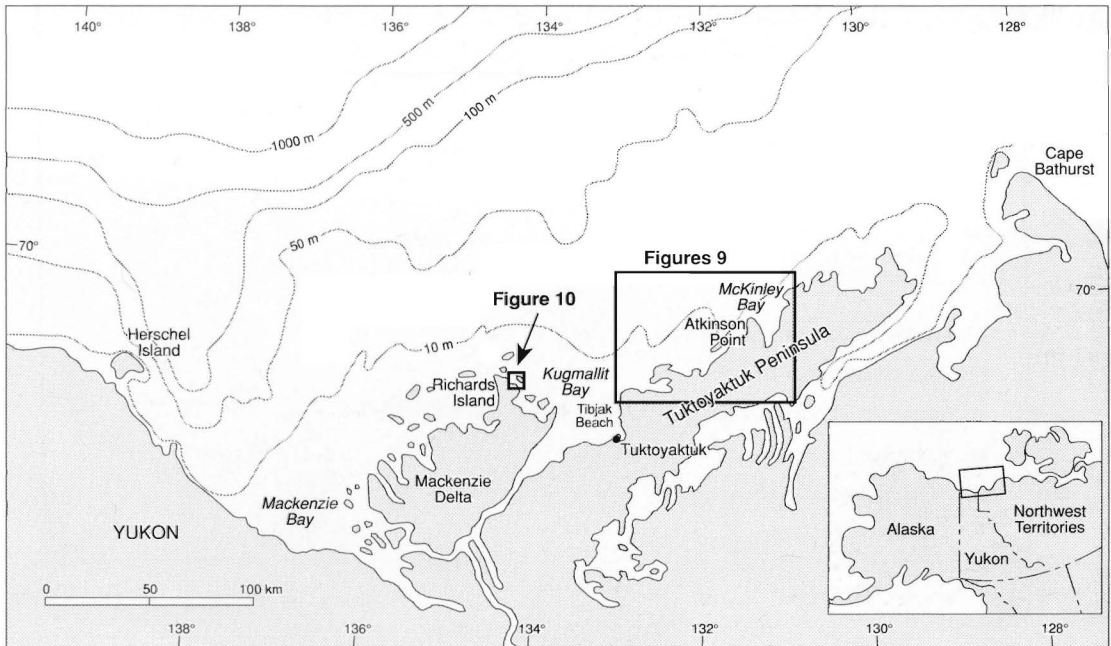 140°
138°
136°
134°
132°
130°
128°
1000 m
500 m
100 m
50 m
10 m
Cape
Bathurst
70°
70°
Figures 9
McKinley
Bay
Figure 10
Atkinson
Point
Herschel
Island
Kugmallit
Bay
Richards
Island
Tuktoyaktuk Peninsula
Tibjak
Beach
Tuktoyaktuk
Mackenzie
Delta
Mackenzie
Bay
YUKON
Alaska
Northwest
Territories
Yukon
0
50
100 km
138°
136°
134°
132°
130°
128°